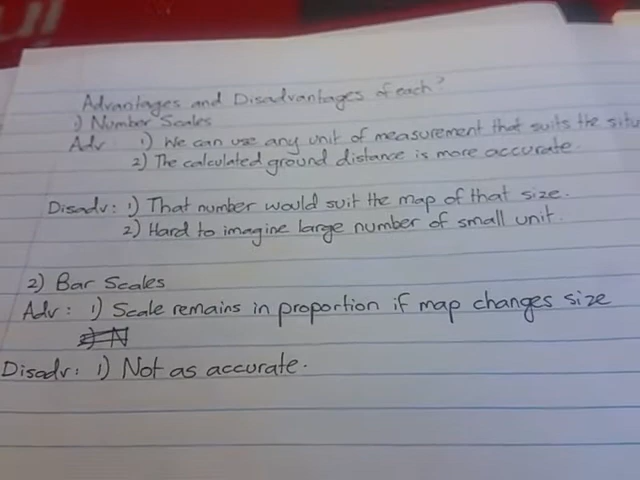 Advantages and Disadvantages of each?
1) Number Scales
Adv 1) We can use any unit of measurement that suits the situ
2) The calculated ground distance is more accurate.
Disadv: 1) That number would suit the map of that size.
2) Hard to imagine large number of small unit.
2) Bar Scales
Adv: 1) Scale remains in proportion if map changes size
2) N
Disadv: 1) Not as accurate.